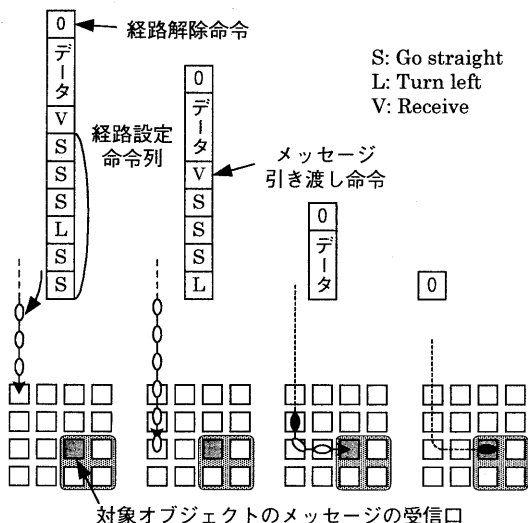 0
データ
V
S
S
S
L
S
S
経路解除命令
経路設定
命令列
0
データ
V
S
S
S
L
メッセージ
引き渡し命令
S: Go straight
L: Turn left
V: Receive
0
データ
0
対象オブジェクトのメッセージの受信口